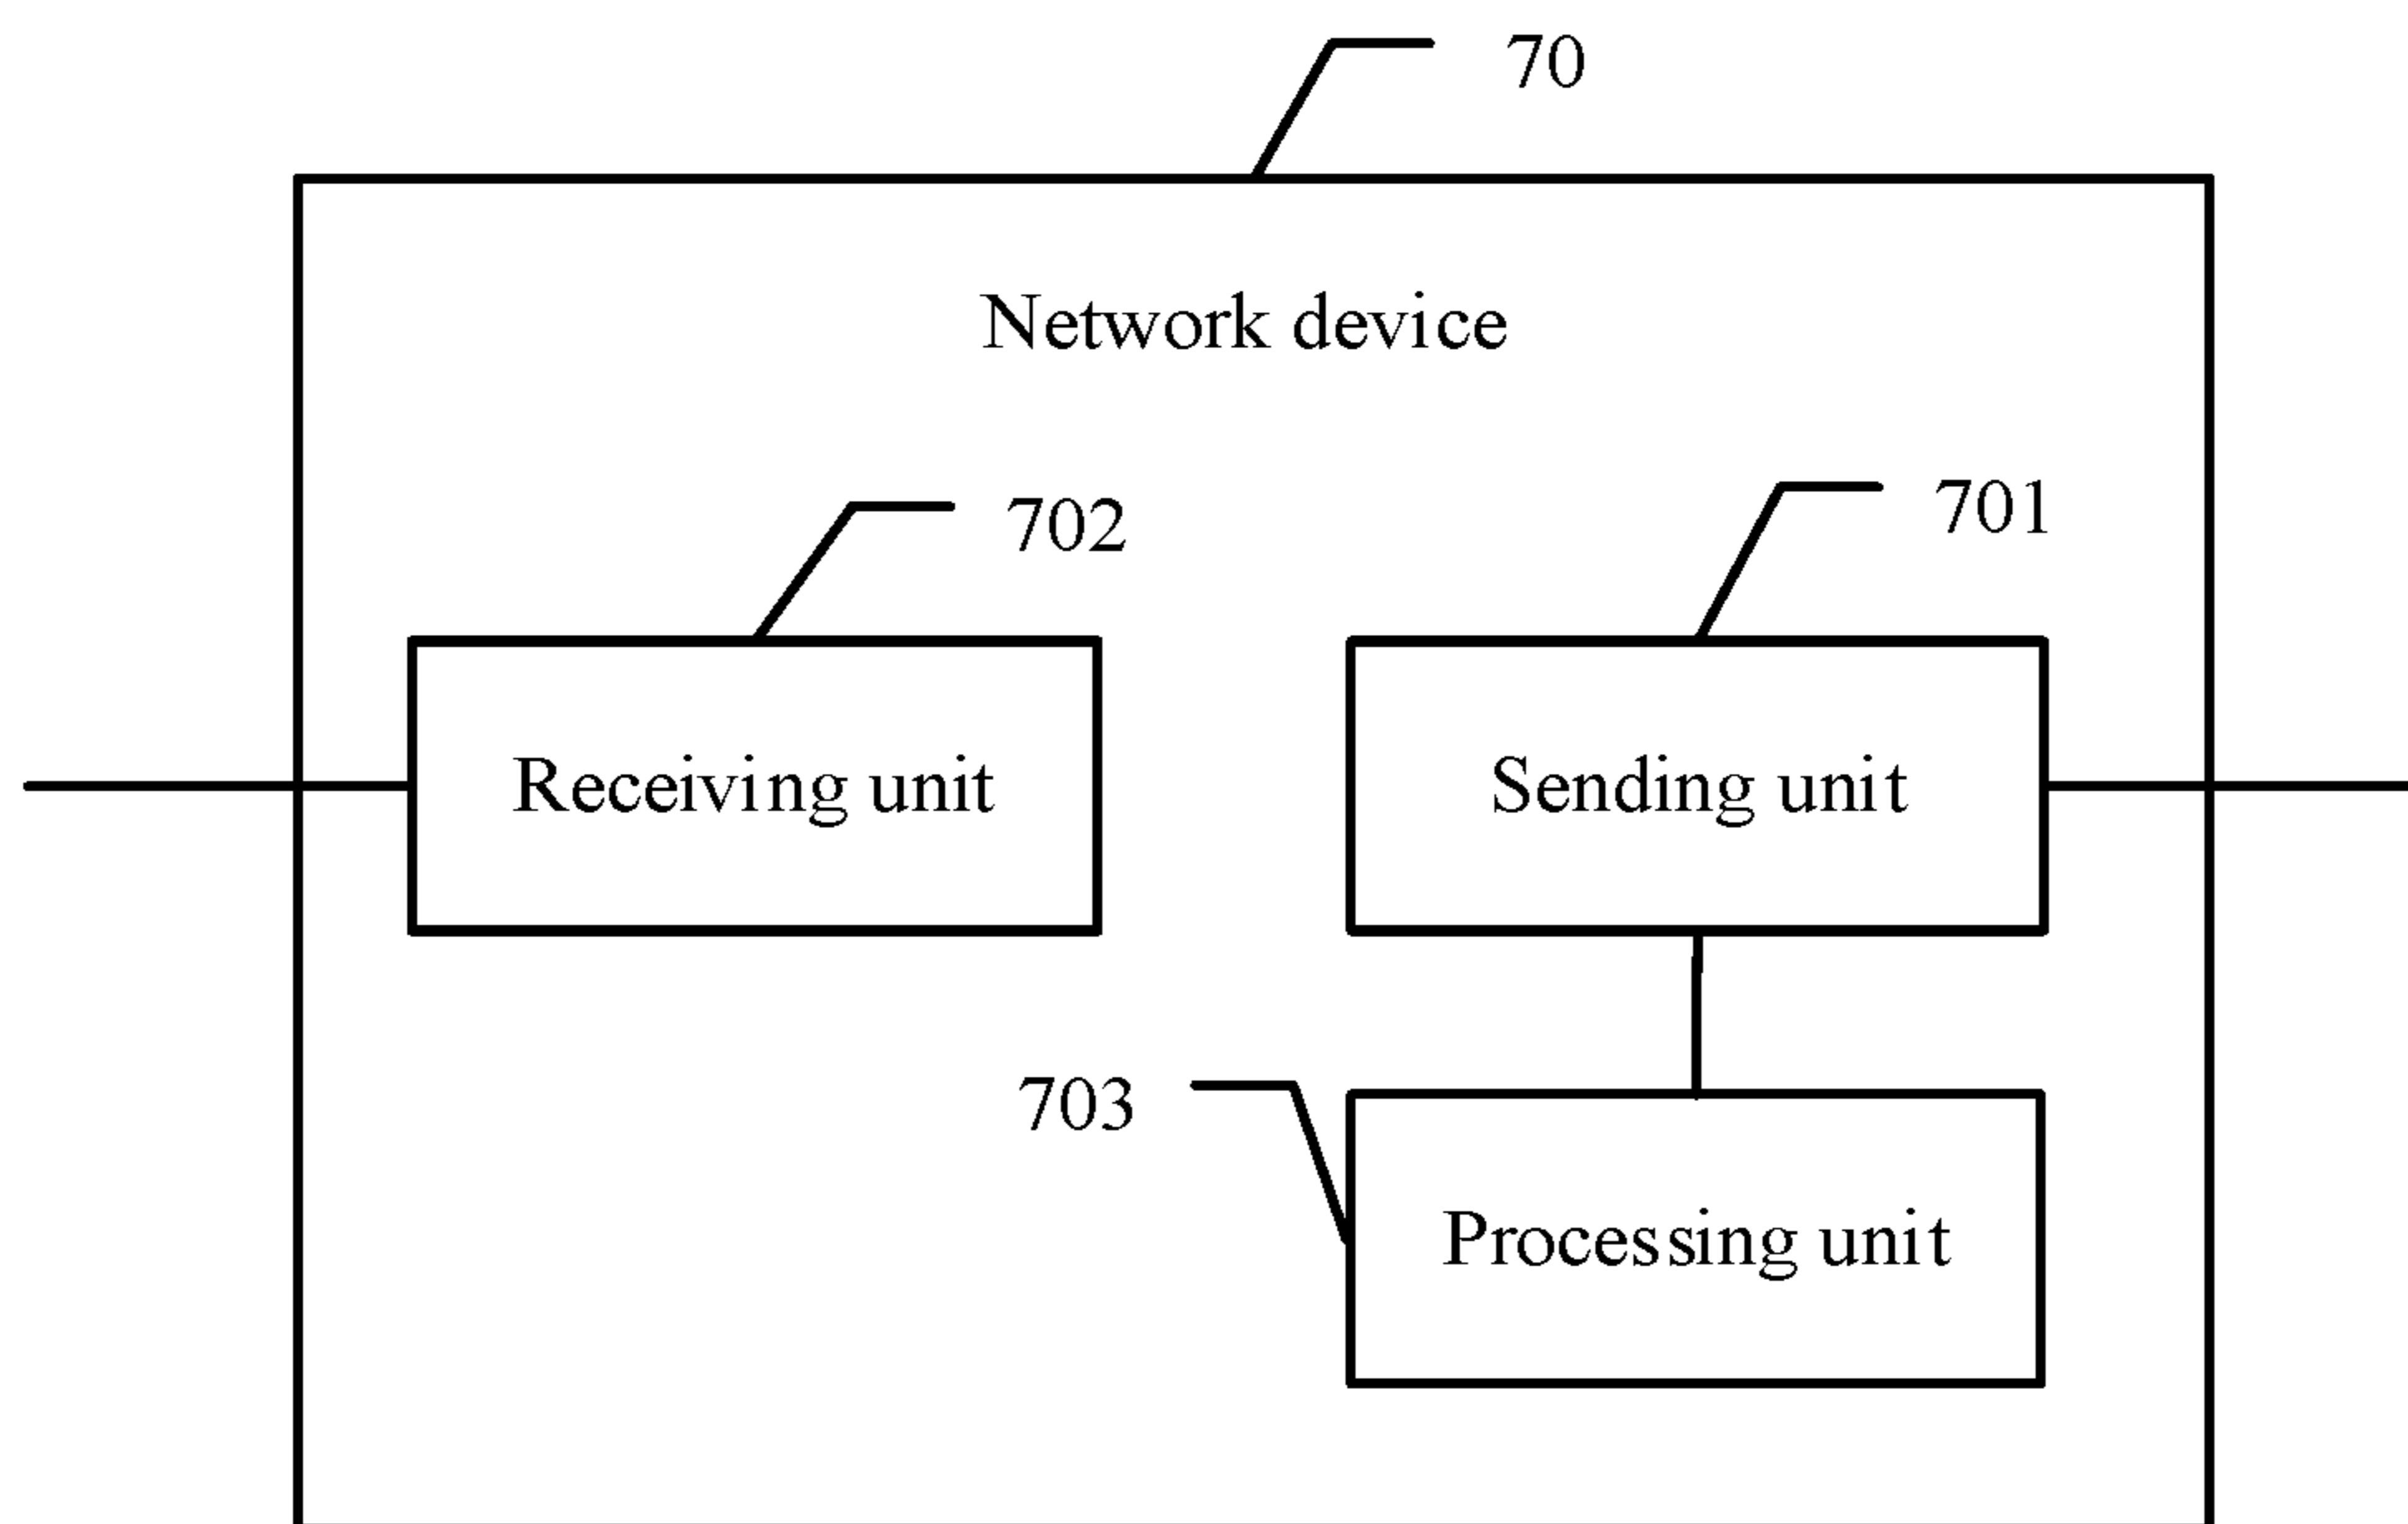 70
Network device
702
701
Receiving unit
Sending unit
703
Processing unit